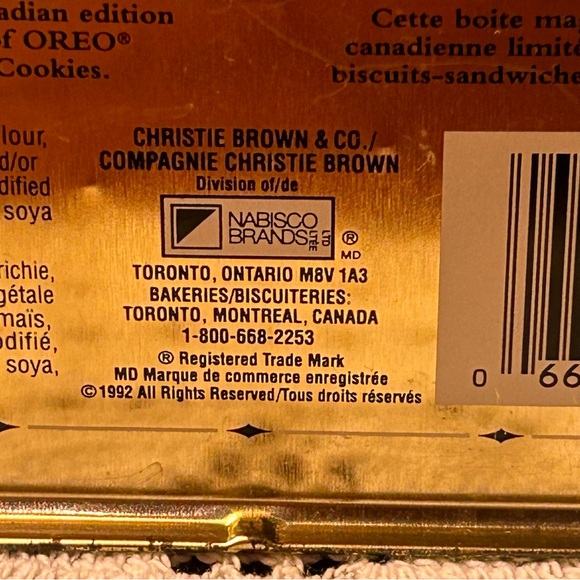 adian edition
of OREO®
Cookies.
Cette boite ma
canadienne limit
biscuits-sandwiche
lour,
d/or
dified
soya
richie,
gétale
maïs,
odifié,
soya,
CHRISTIE BROWN & CO./
COMPAGNIE CHRISTIE BROWN
Division of/de
NABISCO
BRANDS LTD
LTÉE
®
MD
TORONTO, ONTARIO M8V 1A3
BAKERIES/BISCUITERIES:
TORONTO, MONTREAL, CANADA
1-800-668-2253
® Registered Trade Mark
MD Marque de commerce enregistrée
©1992 All Rights Reserved/Tous droits réservés
0 66